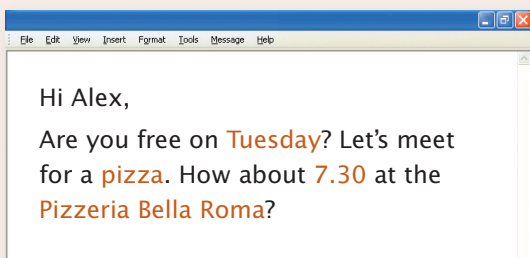 File Edit View Insert Format Tools Message Help
Hi Alex,
Are you free on Tuesday? Let's meet
for a pizza. How about 7.30 at the
Pizzeria Bella Roma?